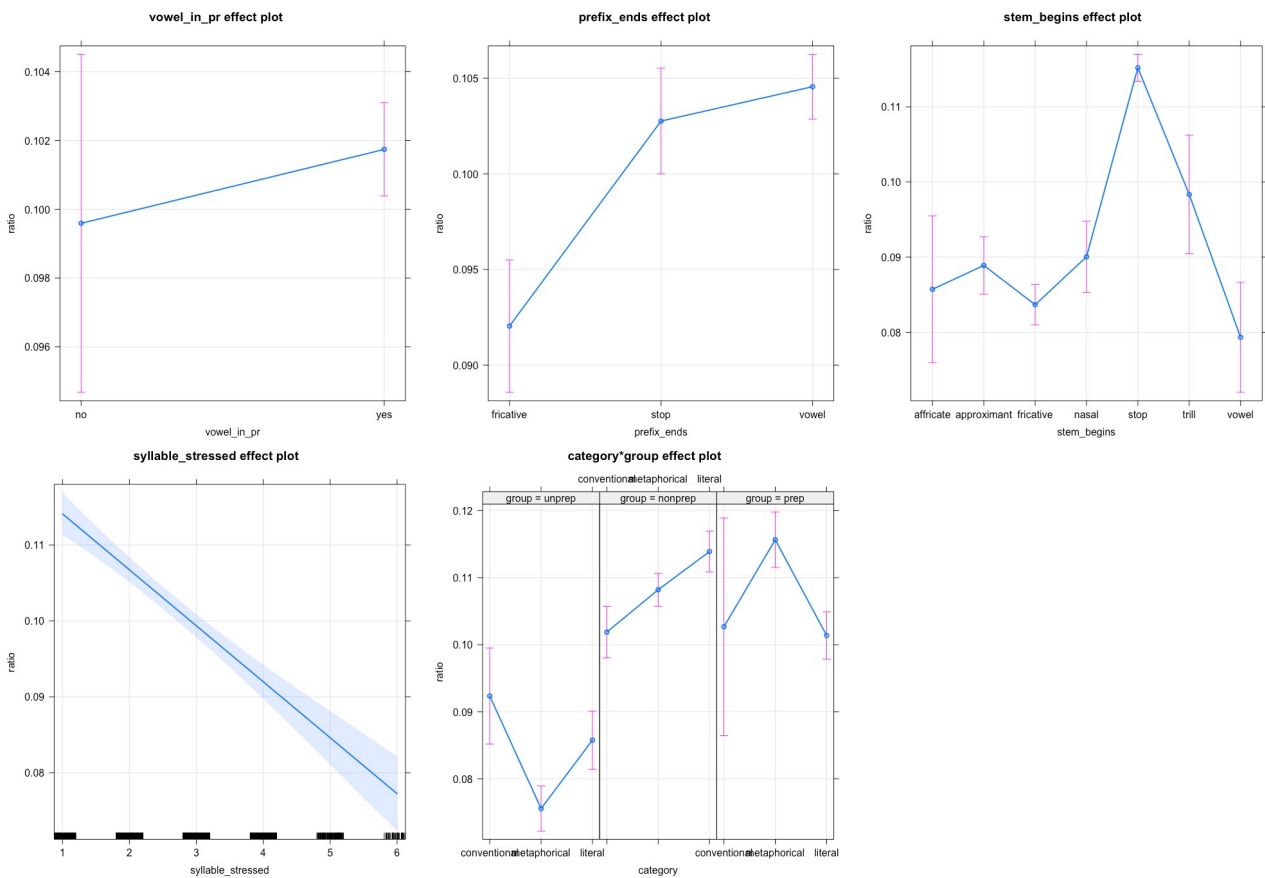 vowel_in_pr effect plot
0.104
0.102
0.100
0.098
0.096
ratio
no yes
vowel_in_pr
prefix_ends effect plot
0.105
0.100
0.095
0.090
ratio
fricative stop vowel
prefix_ends
stem_begins effect plot
0.11
0.10
0.09
0.08
ratio
affricate approximant fricative nasal stop trill vowel
stem_begins
syllable_stressed effect plot
0.11
0.10
0.09
0.08
ratio
1 2 3 4 5 6
syllable_stressed
category*group effect plot
conventional metaphorical literal
group = unprep group = nonprep group = prep
0.12
0.11
0.10
0.09
0.08
ratio
conventional metaphorical literal conventional metaphorical literal
category